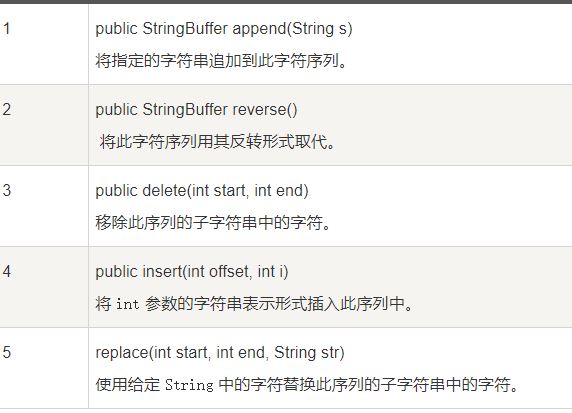 1 public StringBuffer append(String s)
将指定的字符串追加到此字符序列。
2 public StringBuffer reverse()
将此字符序列用其反转形式取代。
3 public delete(int start, int end)
移除此序列的子字符串中的字符。
4 public insert(int offset, int i)
将 int 参数的字符串表示形式插入此序列中。
5 replace(int start, int end, String str)
使用给定 String 中的字符替换此序列的子字符串中的字符。